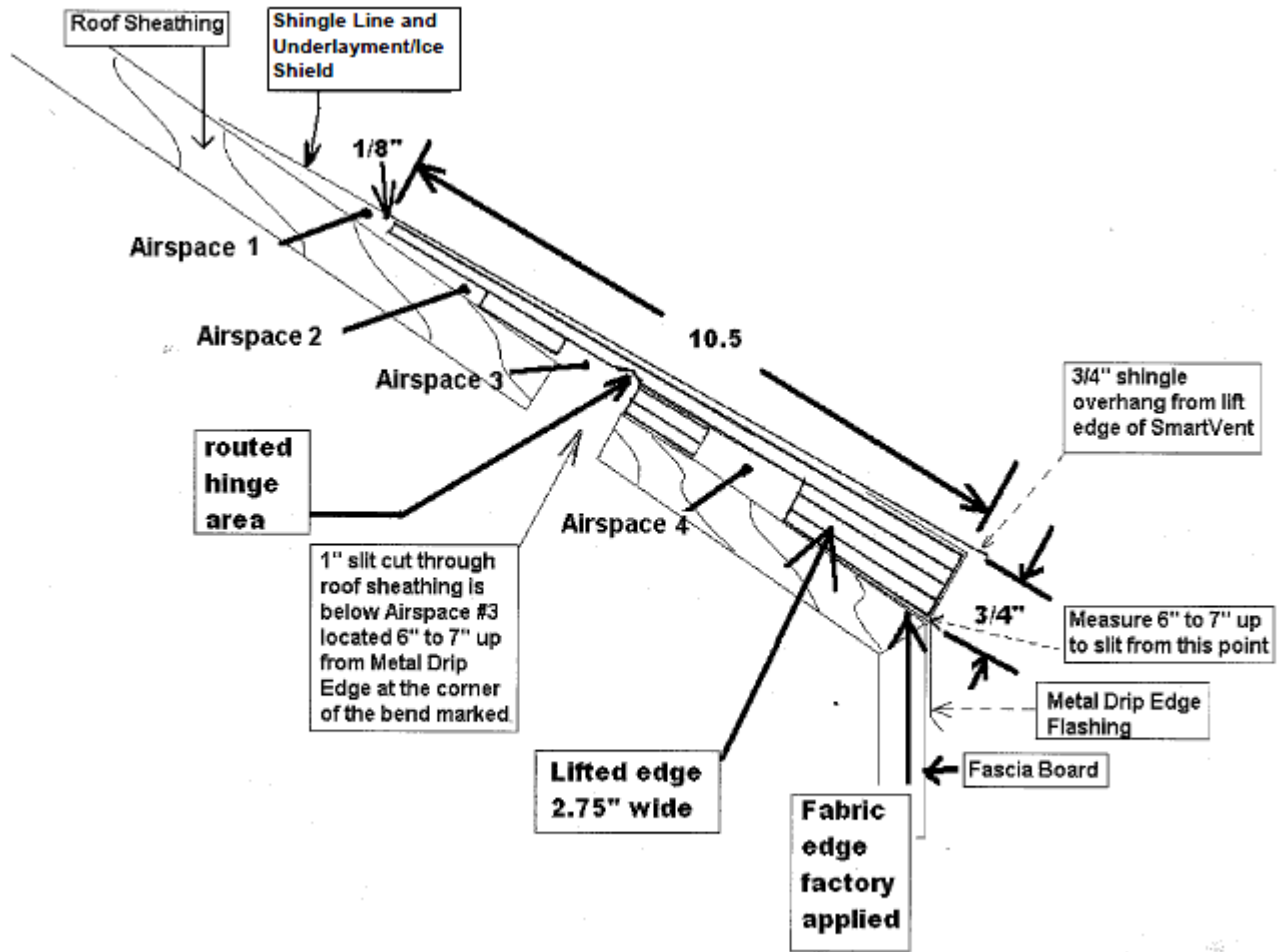 Roof Sheathing
Shingle Line and
Underlayment/Ice
Shield
1/8"
Airspace 1
Airspace 2
10.5
Airspace 3
3/4" shingle
overhang from lift
edge of SmartVent
routed
hinge
area
Airspace 4
1" slit cut through
roof sheathing is
below Airspace #3
located 6" to 7" up
from Metal Drip
Edge at the corner
of the bend marked
3/4"
Measure 6" to 7" up
to slit from this point
Metal Drip Edge
Flashing
Lifted edge
2.75" wide
Fascia Board
Fabric
edge
factory
applied